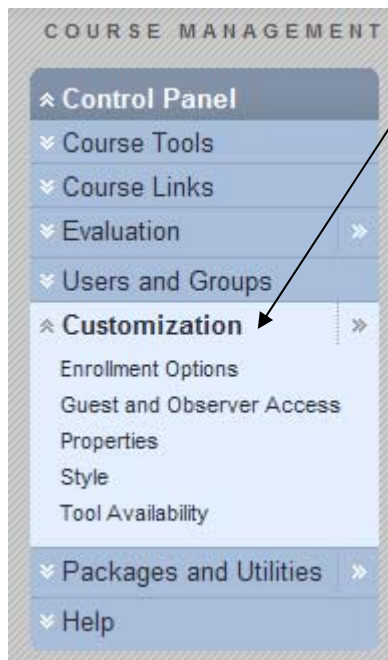 COURSE MANAGEMENT
Control Panel
Course Tools
Course Links
Evaluation
Users and Groups
Customization
Enrollment Options
Guest and Observer Access
Properties
Style
Tool Availability
Packages and Utilities
Help